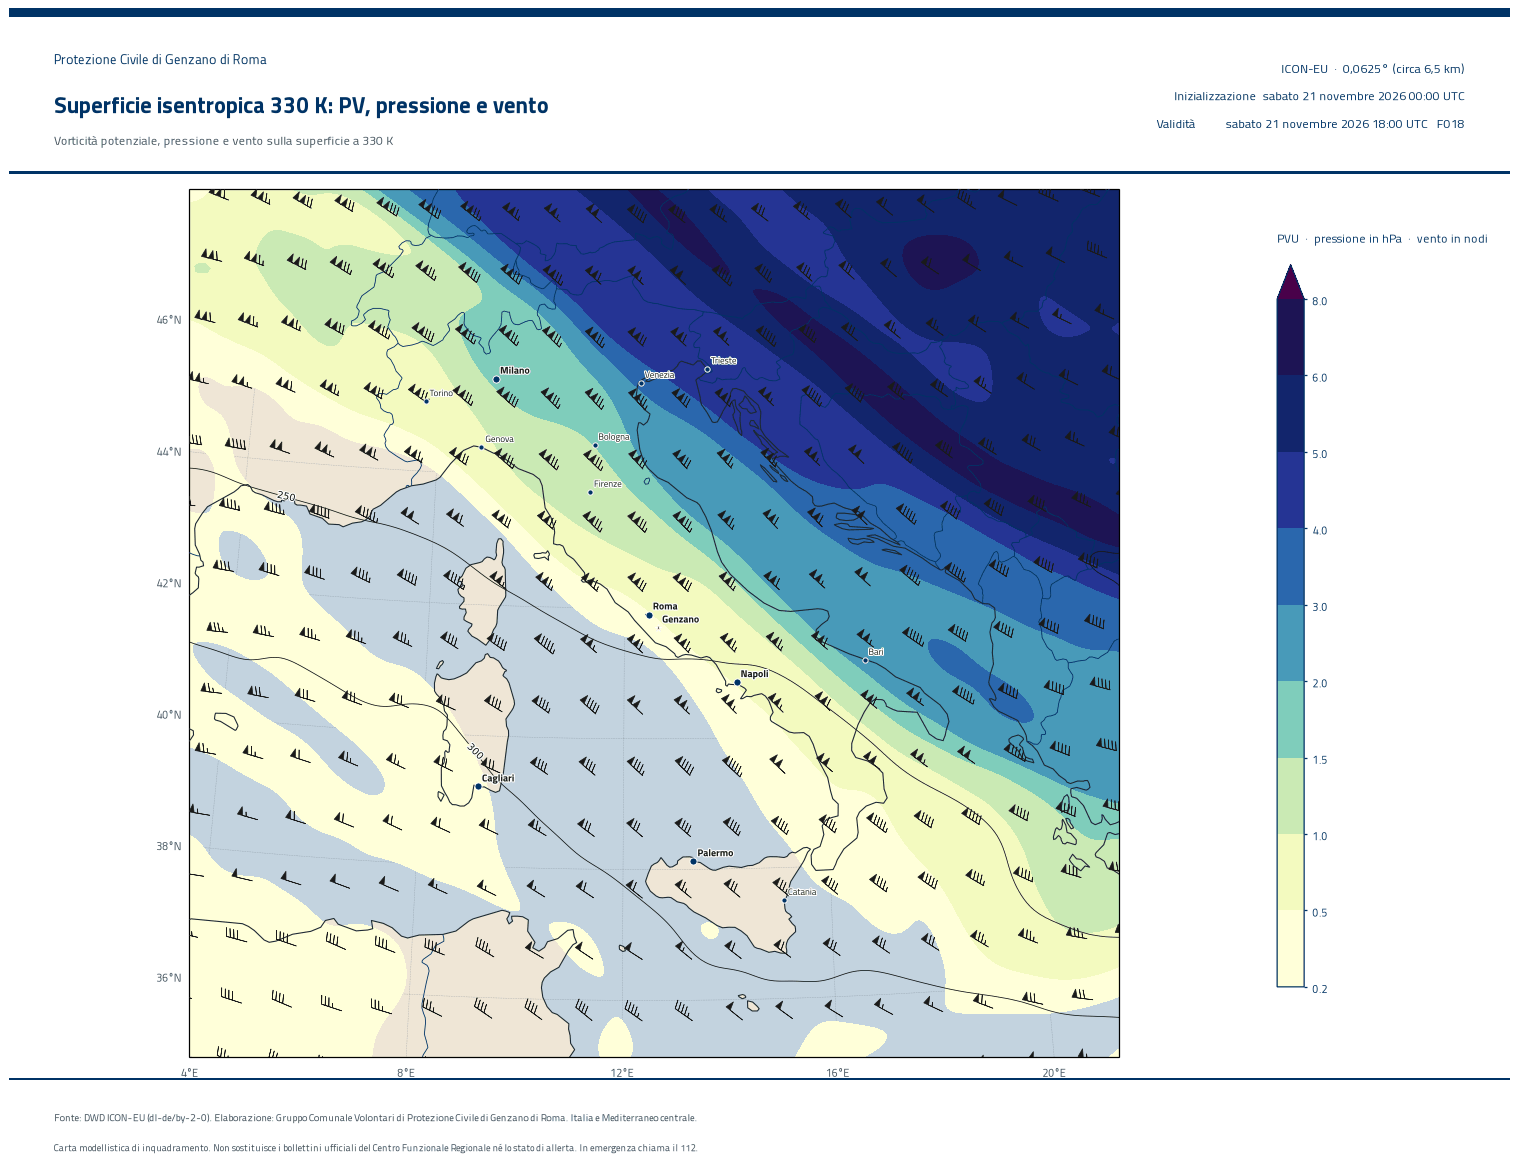 Protezione Civile di Genzano di Roma
Superficie isentropica 330 K: PV, pressione e vento
Vorticità potenziale, pressione e vento sulla superficie a 330 K
ICON-EU · 0,0625° (circa 6,5 km)
Inizializzazione sabato 21 novembre 2026 00:00 UTC
Validità sabato 21 novembre 2026 18:00 UTC F018
PVU · pressione in hPa · vento in nodi
8.0
6.0
5.0
4.0
3.0
2.0
1.5
1.0
0.5
0.2
46°N
44°N
42°N
40°N
38°N
36°N
4°E
8°E
12°E
16°E
20°E
Trieste
Milano
Venezia
Torino
Genova
Bologna
Firenze
250
Roma
Genzano
Bari
Napoli
300
Cagliari
Palermo
Catania
Fonte: DWD ICON-EU (dl-de/by-2-0). Elaborazione: Gruppo Comunale Volontari di Protezione Civile di Genzano di Roma. Italia e Mediterraneo centrale.
Carta modellistica di inquadramento. Non sostituisce i bollettini ufficiali del Centro Funzionale Regionale né lo stato di allerta. In emergenza chiama il 112.